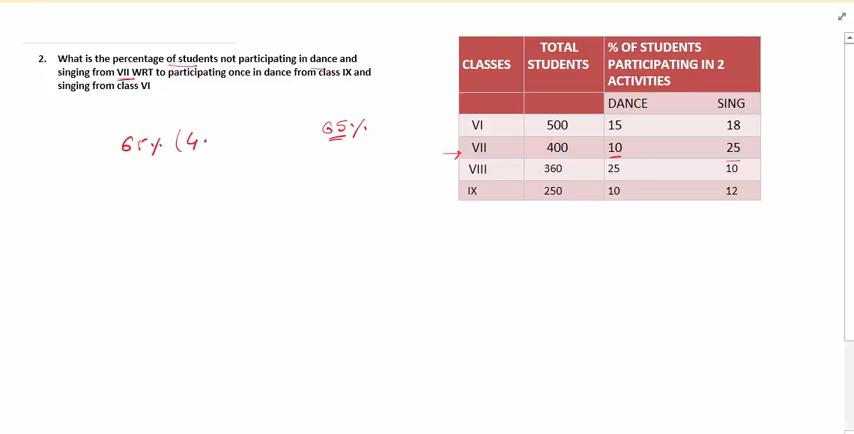 2. What is the percentage of students not participating in dance and
singing from VII WRT to participating once in dance from class IX and
singing from class VI
65% (4
65%
CLASSES TOTAL STUDENTS % OF STUDENTS PARTICIPATING IN 2 ACTIVITIES
DANCE SING
VI 500 15 18
VII 400 10 25
VIII 360 25 10
IX 250 10 12